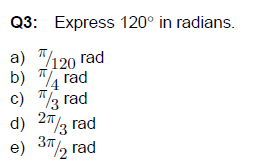 Q3: Express 120° in radians.
a) π/120 rad
b) π/4 rad
c) π/3 rad
d) 2π/3 rad
e) 3π/2 rad